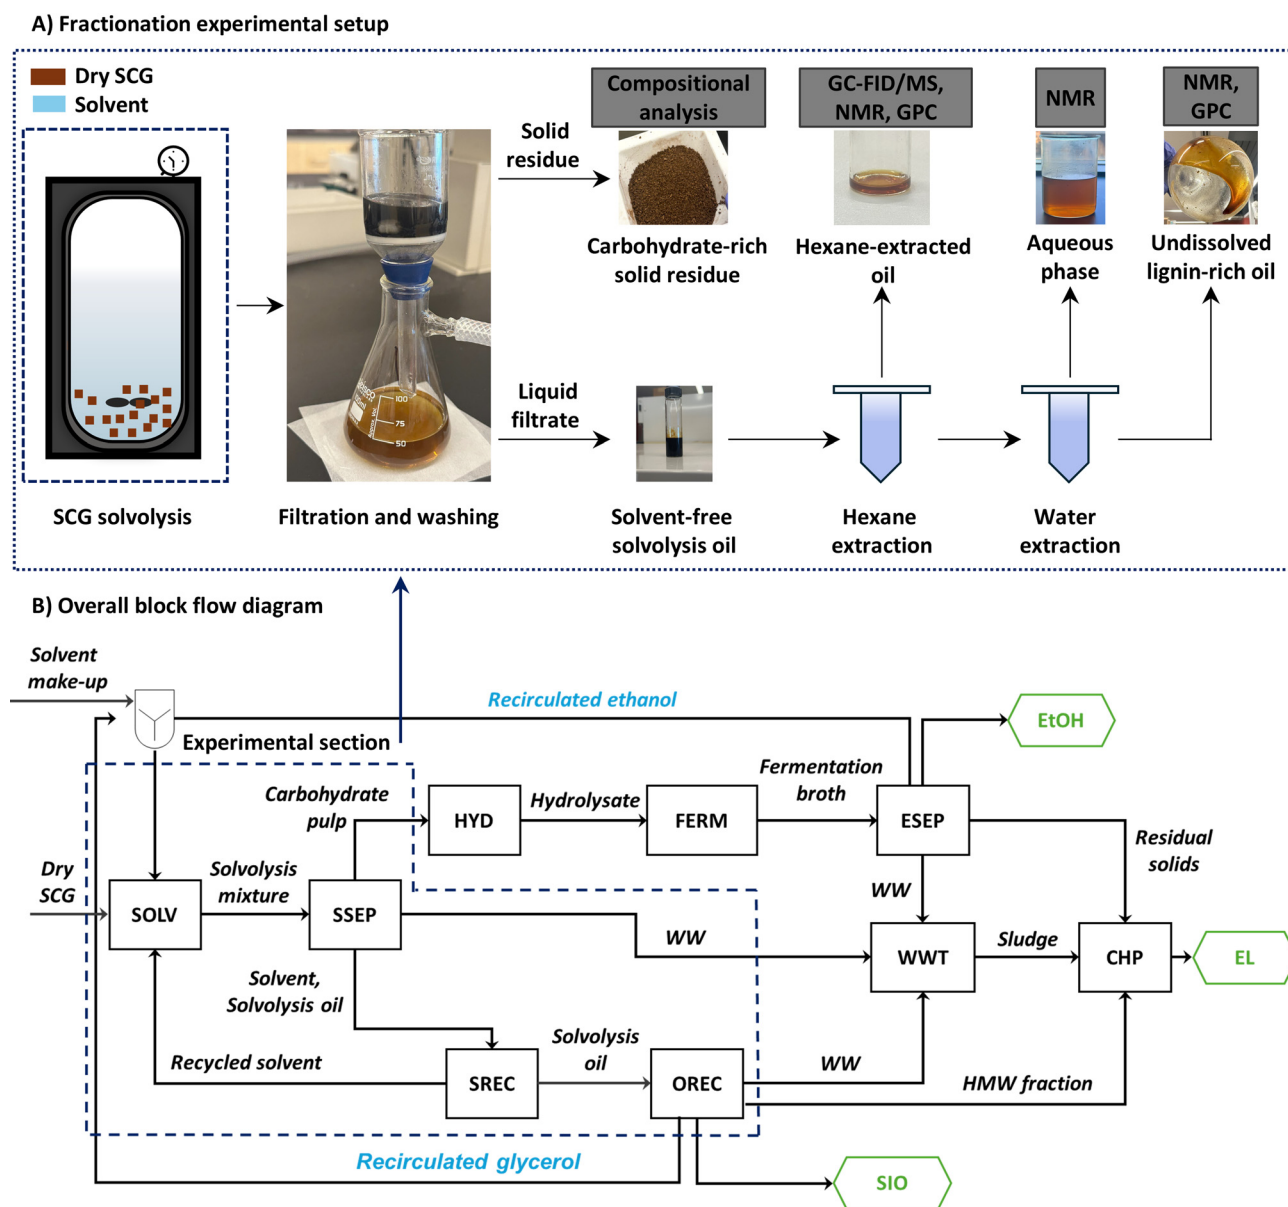 A) Fractionation experimental setup
Dry SCG
Solvent
Solid
residue
Compositional
analysis
GC-FID/MS,
NMR, GPC
NMR
NMR,
GPC
Carbohydrate-rich
solid residue
Hexane-extracted
oil
Aqueous
phase
Undissolved
lignin-rich oil
Liquid
filtrate
100
75
50
SCG solvolysis
Filtration and washing
Solvent-free
solvolysis oil
Hexane
extraction
Water
extraction
B) Overall block flow diagram
Solvent
make-up
Recirculated ethanol
EtOH
Experimental section
Fermentation
broth
Carbohydrate
pulp
HYD
Hydrolysate
FERM
ESEP
Residual
solids
Dry
SCG
Solvolysis
mixture
WW
SOLV
SSEP
WW
WWT
Sludge
CHP
EL
Solvent,
Solvolysis oil
Recycled solvent
SREC
Solvolysis
oil
OREC
WW
HMW fraction
Recirculated glycerol
SIO